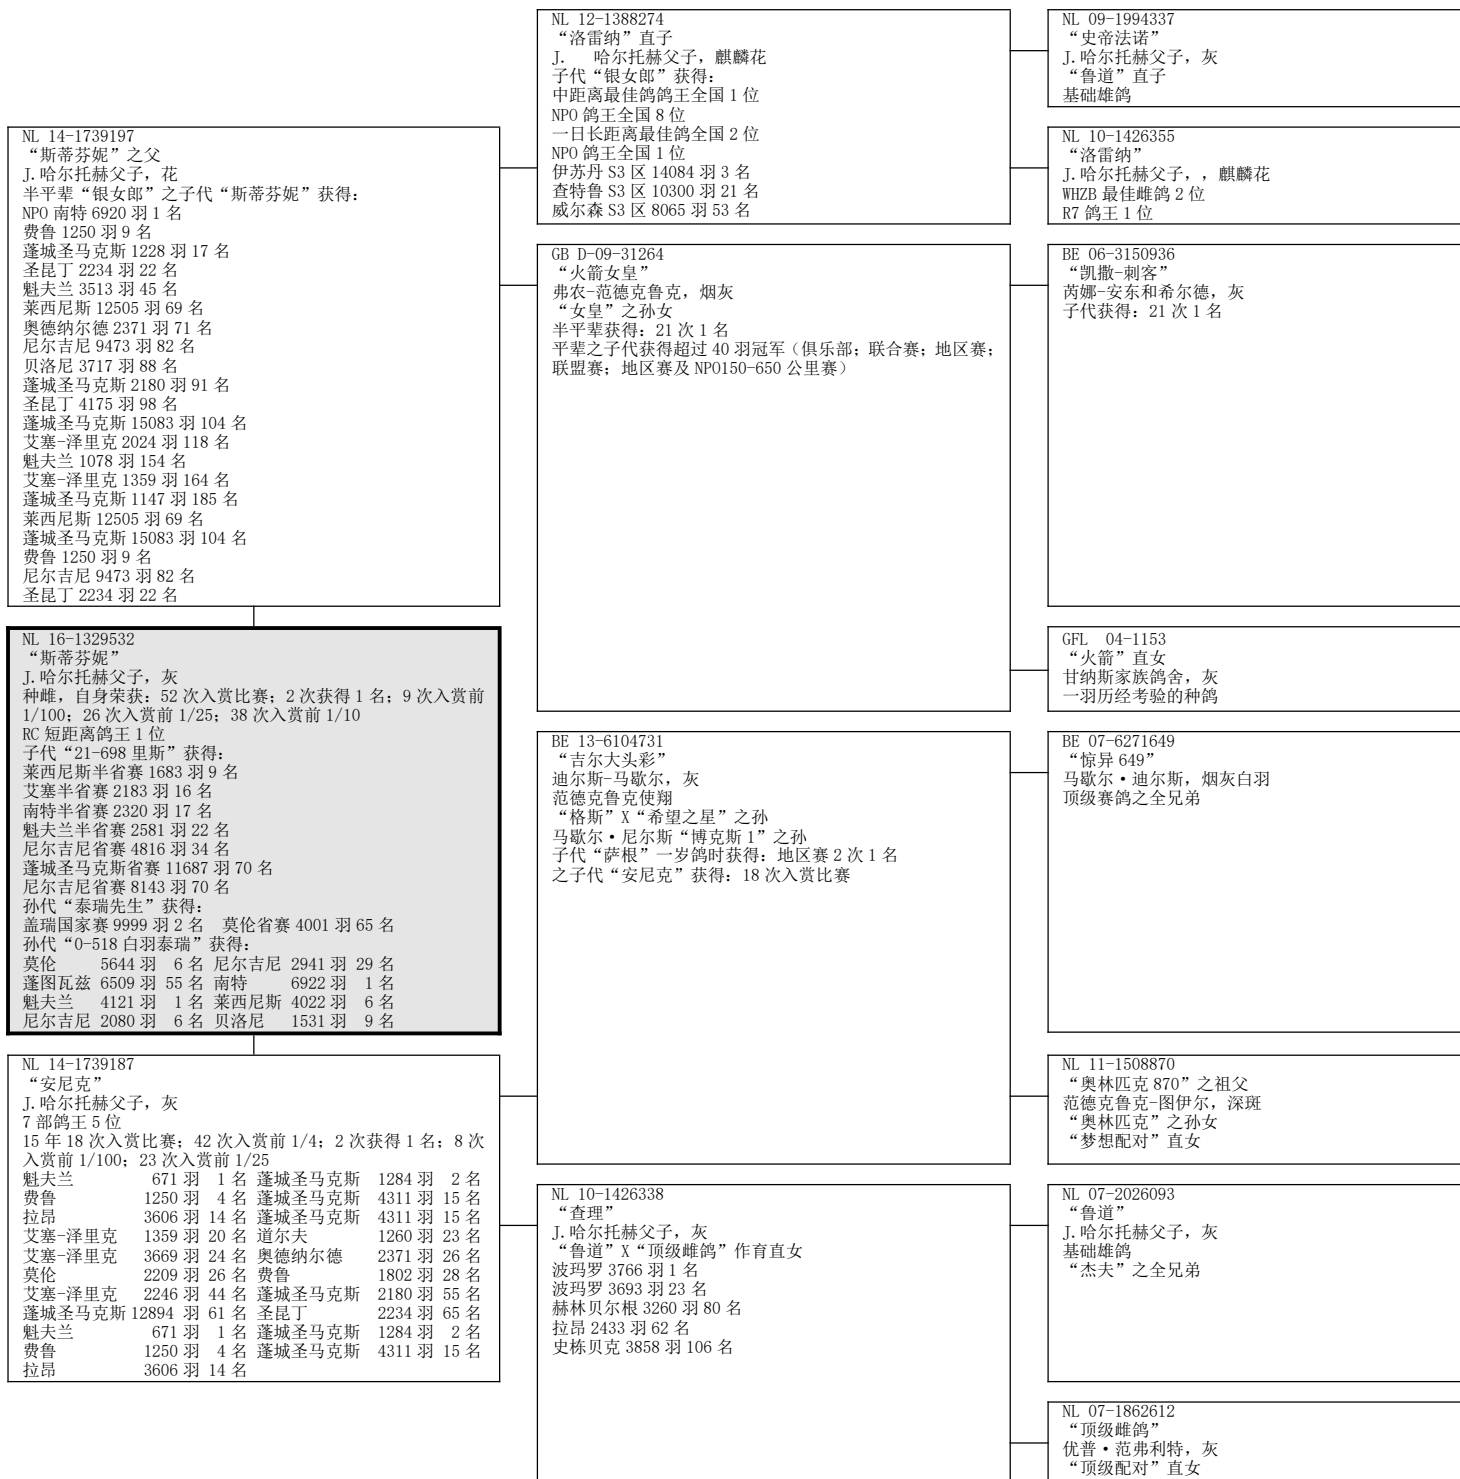 NL 14-1739197
“斯蒂芬妮”之父
J.哈尔托赫父子，花
半平辈“银女郎”之子代“斯蒂芬妮”获得：
NPO 南特 6920 羽 1 名
费鲁 1250 羽 9 名
蓬城圣马克斯 1228 羽 17 名
圣昆丁 2234 羽 22 名
魁夫兰 3513 羽 45 名
莱西尼斯 12505 羽 69 名
奥德纳尔德 2371 羽 71 名
尼尔吉尼 9473 羽 82 名
贝洛尼 3717 羽 88 名
蓬城圣马克斯 2180 羽 91 名
圣昆丁 4175 羽 98 名
蓬城圣马克斯 15083 羽 104 名
艾塞-泽里克 2024 羽 118 名
魁夫兰 1078 羽 154 名
艾塞-泽里克 1359 羽 164 名
蓬城圣马克斯 1147 羽 185 名
莱西尼斯 12505 羽 69 名
蓬城圣马克斯 15083 羽 104 名
费鲁 1250 羽 9 名
尼尔吉尼 9473 羽 82 名
圣昆丁 2234 羽 22 名
NL 16-1329532
“斯蒂芬妮”
J.哈尔托赫父子，灰
种雌，自身荣获：52 次入赏比赛；2 次获得 1 名；9 次入赏前
1/100；26 次入赏前 1/25；38 次入赏前 1/10
RC 短距离鸽王 1 位
子代“21-698 里斯”获得：
莱西尼斯半省赛 1683 羽 9 名
艾塞半省赛 2183 羽 16 名
南特半省赛 2320 羽 17 名
魁夫兰半省赛 2581 羽 22 名
尼尔吉尼省赛 4816 羽 34 名
蓬城圣马克斯省赛 11687 羽 70 名
尼尔吉尼省赛 8143 羽 70 名
孙代“泰瑞先生”获得：
盖瑞国家赛 9999 羽 2 名 莫伦省赛 4001 羽 65 名
孙代“0-518 白羽泰瑞”获得：
莫伦 5644 羽 6 名 尼尔吉尼 2941 羽 29 名
蓬图瓦兹 6509 羽 55 名 南特 6922 羽 1 名
魁夫兰 4121 羽 1 名 莱西尼斯 4022 羽 6 名
尼尔吉尼 2080 羽 6 名 贝洛尼 1531 羽 9 名
NL 14-1739187
“安尼克”
J.哈尔托赫父子，灰
7 部鸽王 5 位
15 年 18 次入赏比赛；42 次入赏前 1/4；2 次获得 1 名；8 次
入赏前 1/100；23 次入赏前 1/25
魁夫兰 671 羽 1 名 蓬城圣马克斯 1284 羽 2 名
费鲁 1250 羽 4 名 蓬城圣马克斯 4311 羽 15 名
拉昂 3606 羽 14 名 蓬城圣马克斯 4311 羽 15 名
艾塞-泽里克 1359 羽 20 名 道尔夫 1260 羽 23 名
艾塞-泽里克 3669 羽 24 名 奥德纳尔德 2371 羽 26 名
莫伦 2209 羽 26 名 费鲁 1802 羽 28 名
艾塞-泽里克 2246 羽 44 名 蓬城圣马克斯 2180 羽 55 名
蓬城圣马克斯 12894 羽 61 名 圣昆丁 2234 羽 65 名
魁夫兰 671 羽 1 名 蓬城圣马克斯 1284 羽 2 名
费鲁 1250 羽 4 名 蓬城圣马克斯 4311 羽 15 名
拉昂 3606 羽 14 名
NL 12-1388274
“洛雷纳”直子
J. 哈尔托赫父子，麒麟花
子代“银女郎”获得：
中距离最佳鸽鸽王全国 1 位
NPO 鸽王全国 8 位
一日长距离最佳鸽全国 2 位
NPO 鸽王全国 1 位
伊苏丹 S3 区 14084 羽 3 名
查特鲁 S3 区 10300 羽 21 名
威尔森 S3 区 8065 羽 53 名
GB D-09-31264
“火箭女皇”
弗农-范德克鲁克，烟灰
“女皇”之孙女
半平辈获得：21 次 1 名
平辈之子代获得超过 40 羽冠军（俱乐部；联合赛；地区赛；
联盟赛；地区赛及 NPO150-650 公里赛）
BE 13-6104731
“吉尔大头彩”
迪尔斯-马歇尔，灰
范德克鲁克使翔
“格斯”X“希望之星”之孙
马歇尔·尼尔斯“博克斯 1”之孙
子代“萨根”一岁鸽时获得：地区赛 2 次 1 名
之子代“安尼克”获得：18 次入赏比赛
NL 10-1426338
“查理”
J.哈尔托赫父子，灰
“鲁道”X“顶级雌鸽”作育直女
波玛罗 3766 羽 1 名
波玛罗 3693 羽 23 名
赫林贝尔根 3260 羽 80 名
拉昂 2433 羽 62 名
史栋贝克 3858 羽 106 名
NL 09-1994337
“史帝法诺”
J.哈尔托赫父子，灰
“鲁道”直子
基础雄鸽
NL 10-1426355
“洛雷纳”
J.哈尔托赫父子，，麒麟花
WHZB 最佳雌鸽 2 位
R7 鸽王 1 位
BE 06-3150936
“凯撒-刺客”
芮娜-安东和希尔德，灰
子代获得：21 次 1 名
GFL 04-1153
“火箭”直女
甘纳斯家族鸽舍，灰
一羽历经考验的种鸽
BE 07-6271649
“惊异 649”
马歇尔·迪尔斯，烟灰白羽
顶级赛鸽之全兄弟
NL 11-1508870
“奥林匹克 870”之祖父
范德克鲁克-图伊尔，深斑
“奥林匹克”之孙女
“梦想配对”直女
NL 07-2026093
“鲁道”
J.哈尔托赫父子，灰
基础雄鸽
“杰夫”之全兄弟
NL 07-1862612
“顶级雌鸽”
优普·范弗利特，灰
“顶级配对”直女